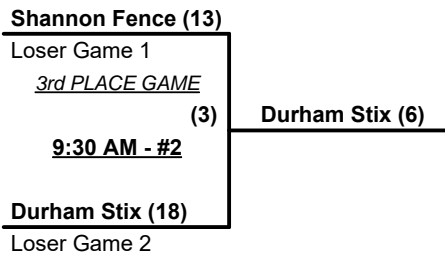 Shannon Fence (13)
Loser Game 1
3rd PLACE GAME
(3)
Durham Stix (6)
9:30 AM - #2
Durham Stix (18)
Loser Game 2